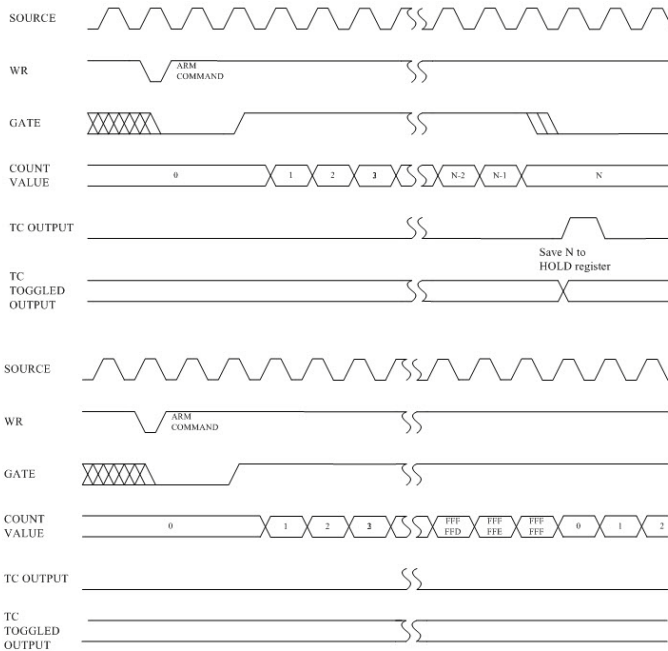 SOURCE
WR
ARM
COMMAND
GATE
COUNT
VALUE
0 1 2 3 N-2 N-1 N
TC OUTPUT
Save N to
HOLD register
TC
TOGGLED
OUTPUT
SOURCE
WR
ARM
COMMAND
GATE
COUNT
VALUE
0 1 2 3 FFF FFF FFF 0 1 2
FFD FFE FFF
TC OUTPUT
TC
TOGGLED
OUTPUT